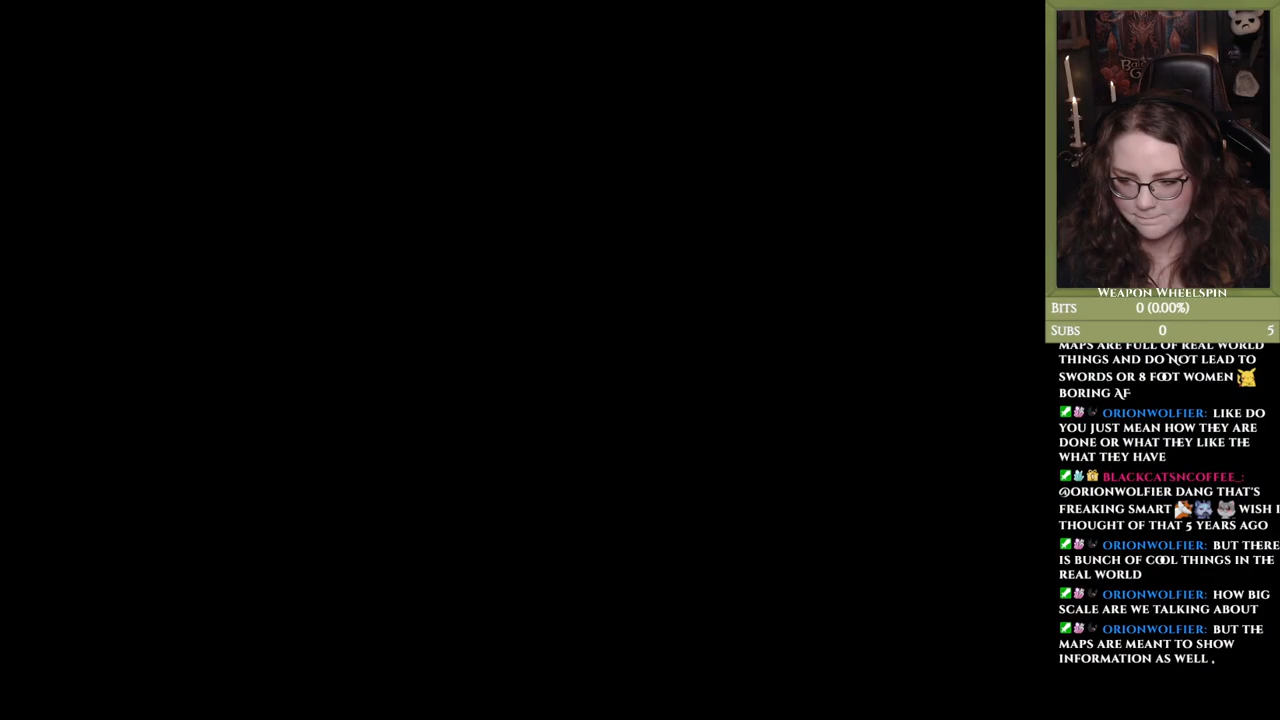 Weapon Wheelspin
Bits 0 (0.00%)
Subs 0 5
MAPS ARE FULL OF REAL WORLD
THINGS AND DO NOT LEAD TO
SWORDS OR 8 FOOT WOMEN
BORING AF
ORIONWOLFIER: LIKE DO
YOU JUST MEAN HOW THEY ARE
DONE OR WHAT THEY LIKE THE
WHAT THEY HAVE
BLACKCATSNCOFFEE_:
@ORIONWOLFIER DANG THAT'S
FREAKING SMART WISH I
THOUGHT OF THAT 5 YEARS AGO
ORIONWOLFIER: BUT THERE
IS BUNCH OF COOL THINGS IN THE
REAL WORLD
ORIONWOLFIER: HOW BIG
SCALE ARE WE TALKING ABOUT
ORIONWOLFIER: BUT THE
MAPS ARE MEANT TO SHOW
INFORMATION AS WELL ,